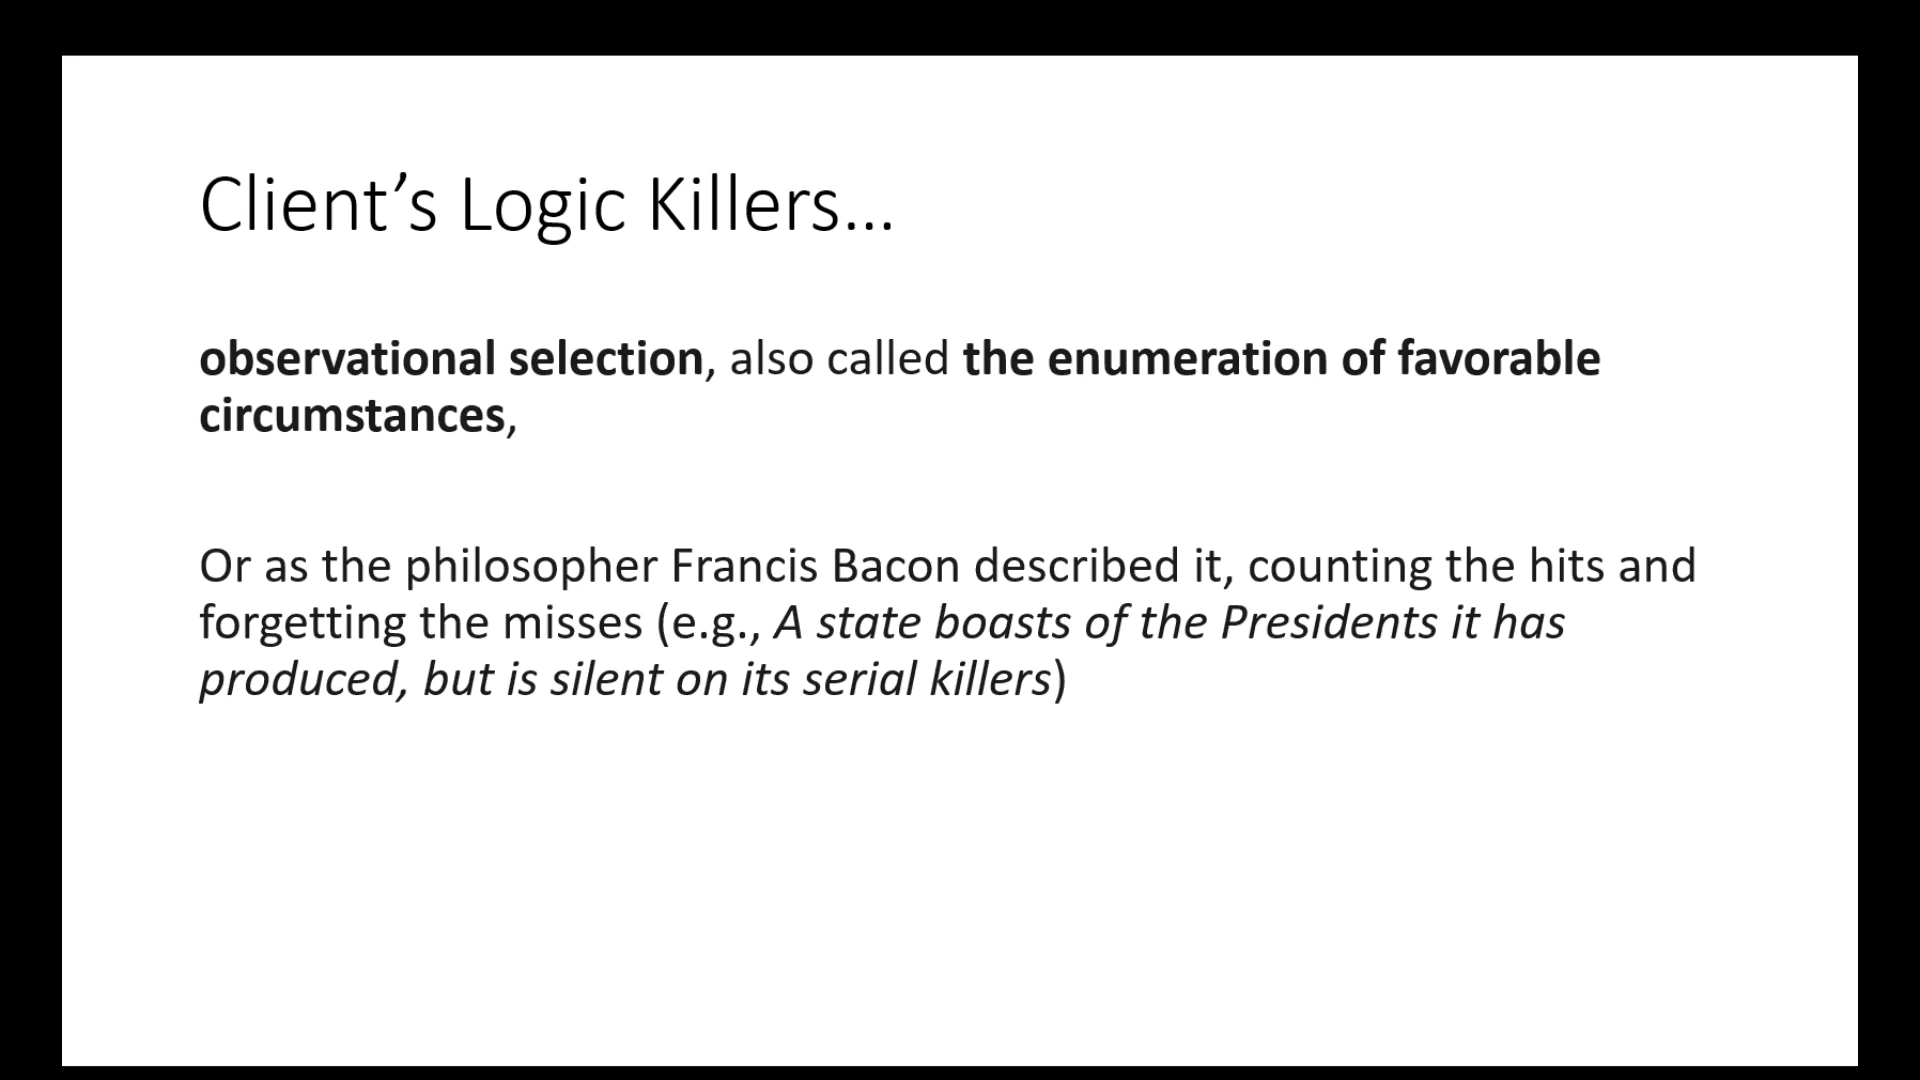 Client’s Logic Killers…
observational selection, also called the enumeration of favorable
circumstances,
Or as the philosopher Francis Bacon described it, counting the hits and
forgetting the misses (e.g., A state boasts of the Presidents it has
produced, but is silent on its serial killers)